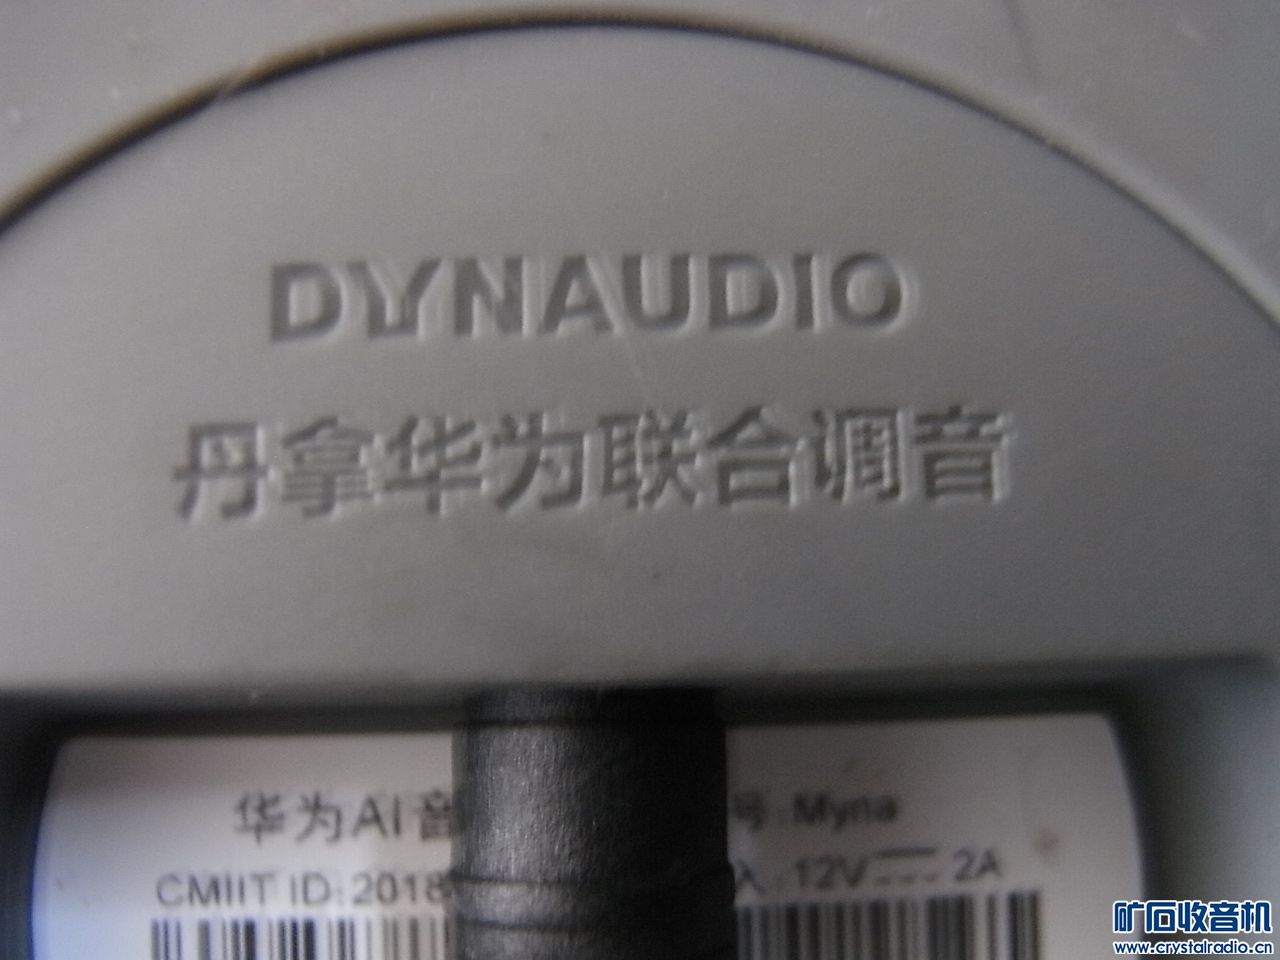 DYNAUDIO
丹拿华为联合调音
华为AI音
号:Myna
CMIIT ID:2018
入 12V 2A
矿石收音机
www.crystalradio.cn